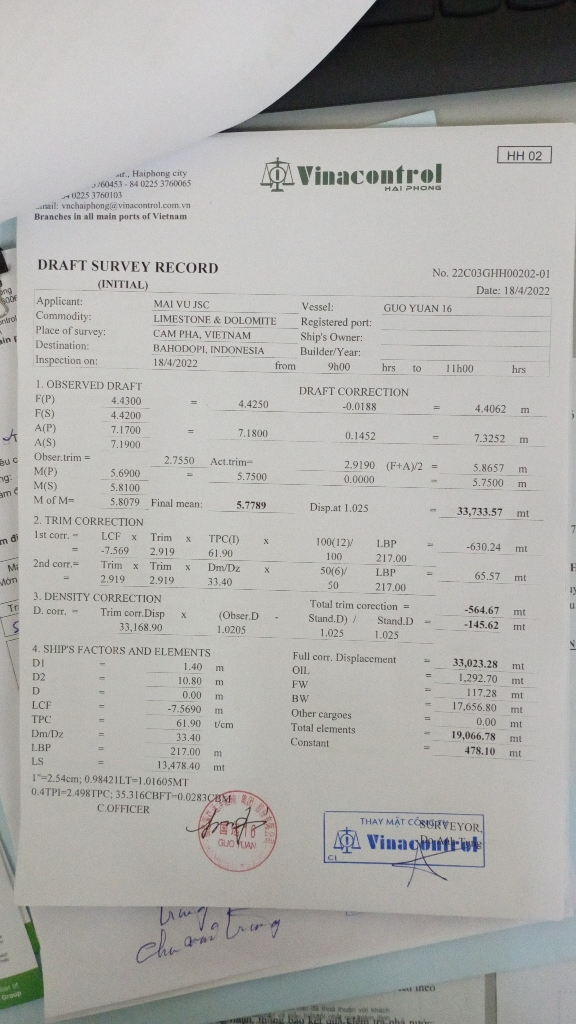 HH 02
Haiphong city
Vinacontrol
HAI PHONG
760453 - 84 0225 3760065
0225 3760103
vnchaiphong@vinacontrol.com.vn
Branches in all main ports of Vietnam
DRAFT SURVEY RECORD
(INITIAL)
No. 22C03GHH00202-01
Date: 18/4/2022
Applicant: MAI VU JSC Vessel: GUO YUAN 16
Commodity: LIMESTONE & DOLOMITE Registered port:
Place of survey: CAM PHA, VIETNAM Ship's Owner:
Destination: BAHODOPI, INDONESIA Builder/Year:
Inspection on: 18/4/2022 from 9h00 hrs to 11h00 hrs
1. OBSERVED DRAFT DRAFT CORRECTION
F(P) 4.4300 = 4.4250 -0.0188 = 4.4062 m
F(S) 4.4200
A(P) 7.1700 = 7.1800 0.1452 = 7.3252 m
A(S) 7.1900
Obser.trim = 2.7550 Act.trim= 2.9190 (F+A)/2 = 5.8657 m
M(P) 5.6900 = 5.7500 0.0000 = 5.7500 m
M(S) 5.8100
M of M= 5.8079 Final mean: 5.7789 Disp.at 1.025 = 33,733.57 mt
2. TRIM CORRECTION
1st corr. = LCF x Trim x TPC(I) x 100(12)/ LBP -630.24 mt
= -7.569 2.919 61.90 100 217.00
2nd corr.= Trim x Trim x Dm/Dz x 50(6)/ LBP 65.57 mt
= 2.919 2.919 33.40 50 217.00
3. DENSITY CORRECTION Total trim corection = -564.67 mt
D. corr. = Trim corr.Disp x (Obser.D - Stand.D) / Stand.D = -145.62 mt
33,168.90 1.0205 1.025 1.025
4. SHIP'S FACTORS AND ELEMENTS Full corr. Displacement = 33,023.28 mt
D1 = 1.40 m OIL = 1,292.70 mt
D2 = 10.80 m FW = 117.28 mt
D = 0.00 m BW = 17,656.80 mt
LCF = -7.5690 m Other cargoes = 0.00 mt
TPC = 61.90 t/cm Total elements = 19,066.78 mt
Dm/Dz = 33.40 Constant = 478.10 mt
LBP = 217.00 m
LS = 13,478.40 mt
1"=2.54cm; 0.98421LT=1.01605MT
0.4TPI=2.498TPC; 35.316CBFT=0.0283CBM
C.OFFICER
GUO YUAN
THAY MẶT CÔNG TY
SURVEYOR,
Vinacontrol
C1
trung
Group